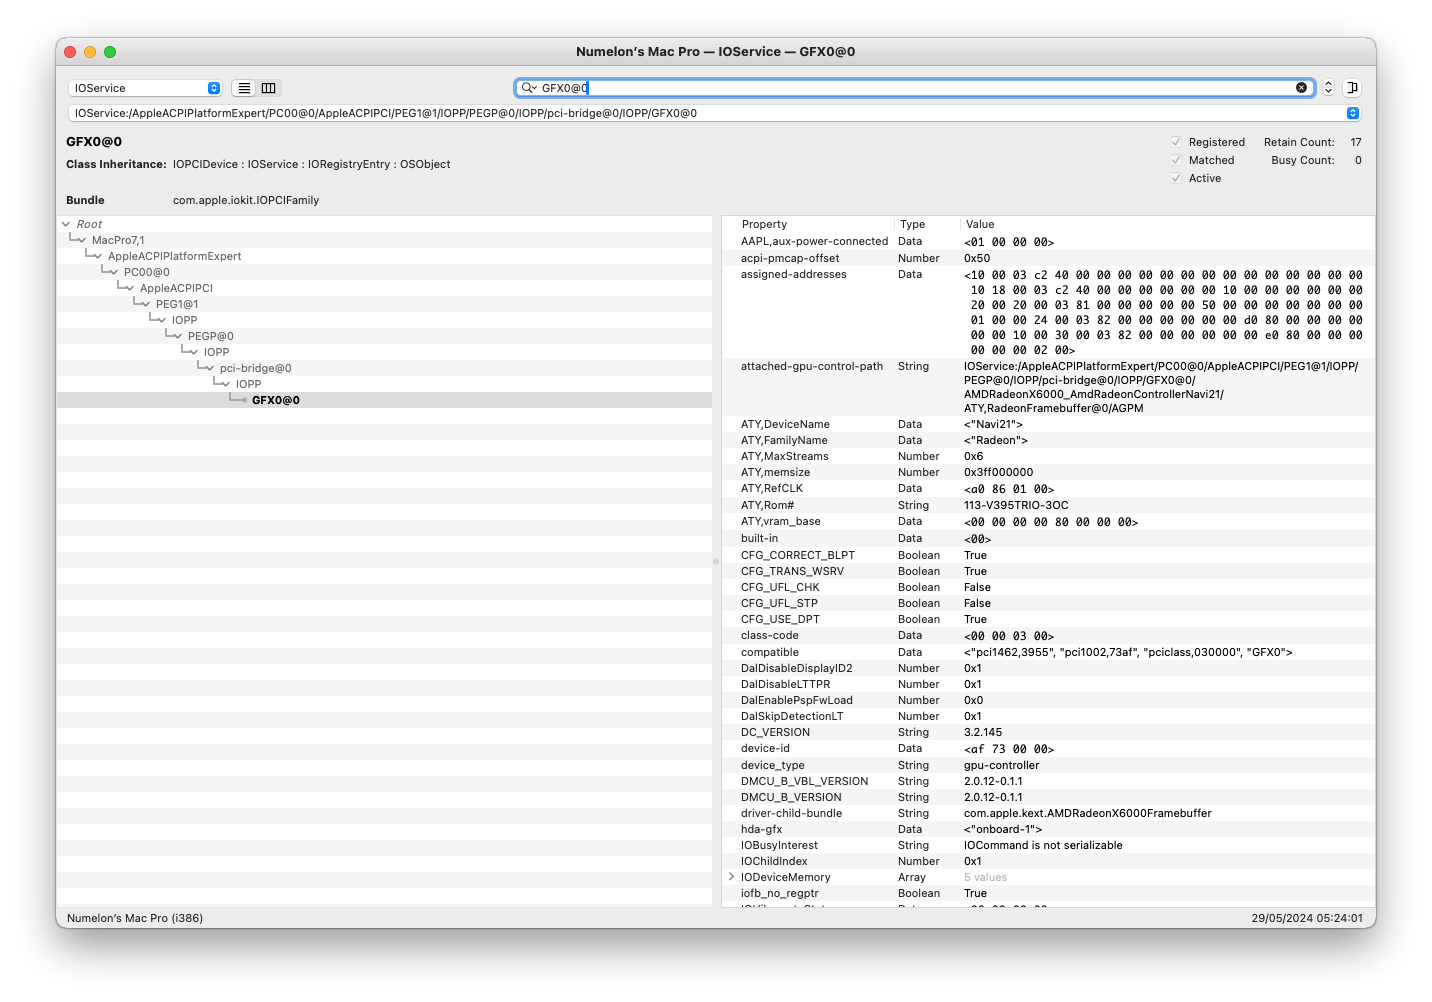 Numelon's Mac Pro — IOService — GFX0@0
IOService
GFX0@0
IOService:/AppleACPIPlatformExpert/PC00@0/AppleACPIPCI/PEG1@1/IOPP/PEGP@0/IOPP/pci-bridge@0/IOPP/GFX0@0
GFX0@0
Registered Retain Count: 17
Class Inheritance: IOPCIDevice : IOService : IORegistryEntry : OSObject
Matched Busy Count: 0
Active
Bundle com.apple.iokit.IOPCIFamily
Root
MacPro7,1
AppleACPIPlatformExpert
PC00@0
AppleACPIPCI
PEG1@1
IOPP
PEGP@0
IOPP
pci-bridge@0
IOPP
GFX0@0
Property Type Value
AAPL,aux-power-connected Data <01 00 00 00>
acpi-pmcap-offset Number 0x50
assigned-addresses Data <10 00 03 c2 40 00 00 00 00 00 00 00 00 00 00 00 00 00
10 18 00 03 c2 40 00 00 00 00 00 00 10 00 00 00 00 00
20 00 20 00 03 81 00 00 00 00 00 50 00 00 00 00 00 00
01 00 00 24 00 03 82 00 00 00 00 00 00 d0 80 00 00 00
00 00 10 00 30 00 03 82 00 00 00 00 00 00 e0 80 00 00
00 00 00 02 00>
attached-gpu-control-path String IOService:/AppleACPIPlatformExpert/PC00@0/AppleACPIPCI/PEG1@1/IOPP/
PEGP@0/IOPP/pci-bridge@0/IOPP/GFX0@0/
AMDRadeonX6000_AmdRadeonControllerNavi21/
ATY,RadeonFramebuffer@0/AGPM
ATY,DeviceName Data <"Navi21">
ATY,FamilyName Data <"Radeon">
ATY,MaxStreams Number 0x6
ATY,memsize Number 0x3ff000000
ATY,RefCLK Data <a0 86 01 00>
ATY,Rom# String 113-V395TRIO-3OC
ATY,vram_base Data <00 00 00 00 80 00 00 00>
built-in Data <00>
CFG_CORRECT_BLPT Boolean True
CFG_TRANS_WSRV Boolean True
CFG_UFL_CHK Boolean False
CFG_UFL_STP Boolean False
CFG_USE_DPT Boolean True
class-code Data <00 00 03 00>
compatible Data <"pci1462,3955", "pci1002,73af", "pciclass,030000", "GFX0">
DalDisableDisplayID2 Number 0x1
DalDisableLTTPR Number 0x1
DalEnablePspFwLoad Number 0x0
DalSkipDetectionLT Number 0x1
DC_VERSION String 3.2.145
device-id Data <af 73 00 00>
device_type String gpu-controller
DMCU_B_VBL_VERSION String 2.0.12-0.1.1
DMCU_B_VERSION String 2.0.12-0.1.1
driver-child-bundle String com.apple.kext.AMDRadeonX6000Framebuffer
hda-gfx Data <"onboard-1">
IOBusyInterest String IOCommand is not serializable
IOChildIndex Number 0x1
IODeviceMemory Array 5 values
iofb_no_regptr Boolean True
Numelon's Mac Pro (i386)
29/05/2024 05:24:01